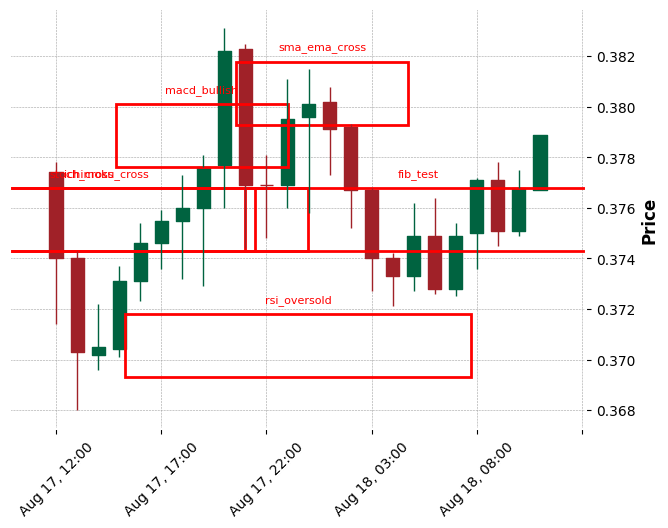 sma_ema_cross
macd_bullish
ichimoku_cross
fib_test
rsi_oversold
0.382
0.380
0.378
0.376
0.374
0.372
0.370
0.368
Price
Aug 17, 12:00
Aug 17, 17:00
Aug 17, 22:00
Aug 18, 03:00
Aug 18, 08:00